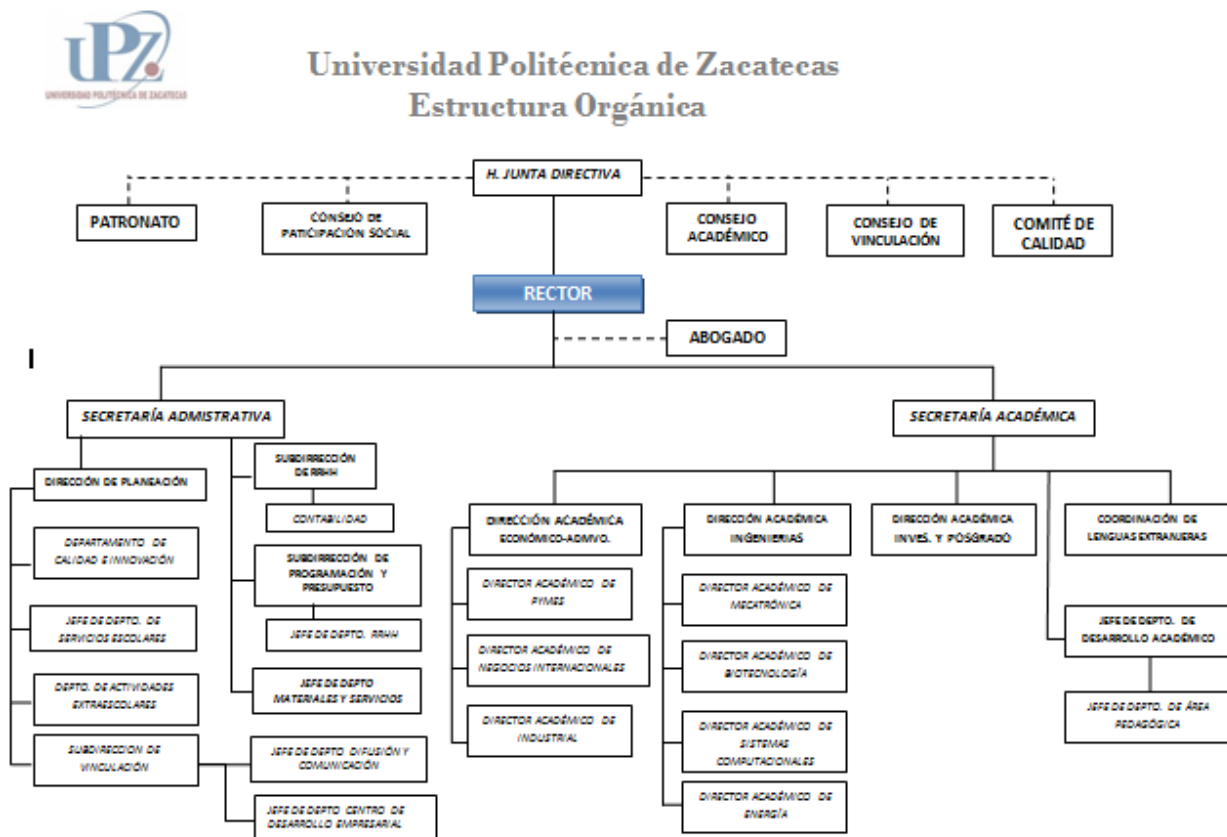 UPZ
UNIVERSIDAD POLITÉCNICA DE ZACATECAS
Universidad Politécnica de Zacatecas
Estructura Orgánica
H. JUNTA DIRECTIVA
PATRONATO
CONSEJO DE
PATICIPACIÓN SOCIAL
CONSEJO
ACADÉMICO
CONSEJO DE
VINCULACIÓN
COMITÉ DE
CALIDAD
RECTOR
ABOGADO
I
SECRETARÍA ADMISTRATIVA
SECRETARÍA ACADÉMICA
DIRECCIÓN DE PLANEACIÓN
DEPARTAMENTO DE
CALIDAD E INNOVACIÓN
JEFE DE DEPTO. DE
SERVICIOS ESCOLARES
DEPTO. DE ACTIVIDADES
EXTRAESCOLARES
SUBDIRECCION DE
VINCULACIÓN
SUBDIRRECCIÓN
DE RRHH
CONTABILIDAD
SUBDIRRECCIÓN DE
PROGRAMACIÓN Y
PRESUPUESTO
JEFE DE DEPTO. RRHH
JEFE DE DEPTO
MATERIALES Y SERVICIOS
JEFE DE DEPTO DIFUSIÓN Y
COMUNICACIÓN
JEFE DE DEPTO CENTRO DE
DESARROLLO EMPRESARIAL
DIRECCIÓN ACADÉMICA
ECONÓMICO-ADMVO.
DIRECTOR ACADÉMICO DE
PYMES
DIRECTOR ACADÉMICO DE
NEGOCIOS INTERNACIONALES
DIRECTOR ACADÉMICO DE
INDUSTRIAL
DIRECCIÓN ACADÉMICA
INGENIERIAS
DIRECTOR ACADÉMICO DE
MECATRÓNICA
DIRECTOR ACADÉMICO DE
BIOTECNOLOGÍA
DIRECTOR ACADÉMICO DE
SISTEMAS
COMPUTACIONALES
DIRECTOR ACADÉMICO DE
ENERGÍA
DIRECCIÓN ACADÉMICA
INVES. Y POSGRADO
COORDINACIÓN DE
LENGUAS EXTRANJERAS
JEFE DE DEPTO. DE
DESARROLLO ACADÉMICO
JEFE DE DEPTO. DE ÁREA
PEDAGÓGICA